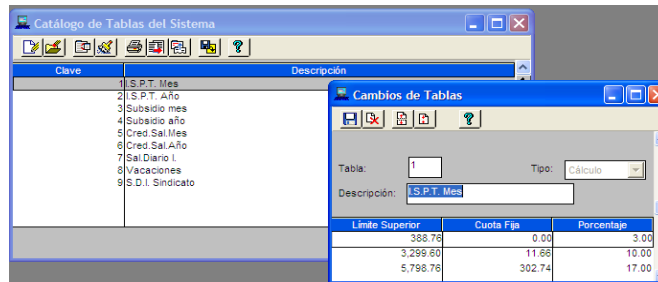 Catálogo de Tablas del Sistema
Clave Descripción
1 I.S.P.T. Mes
2 I.S.P.T. Año
3 Subsidio mes
4 Subsidio año
5 Cred.Sal.Mes
6 Cred.Sal.Año
7 Sal.Diario I.
8 Vacaciones
9 S.D.I. Sindicato
Cambios de Tablas
Tabla: 1 Tipo: Cálculo
Descripción: I.S.P.T. Mes
Límite Superior Cuota Fija Porcentaje
388.76 0.00 3.00
3,299.60 11.66 10.00
5,798.76 302.74 17.00